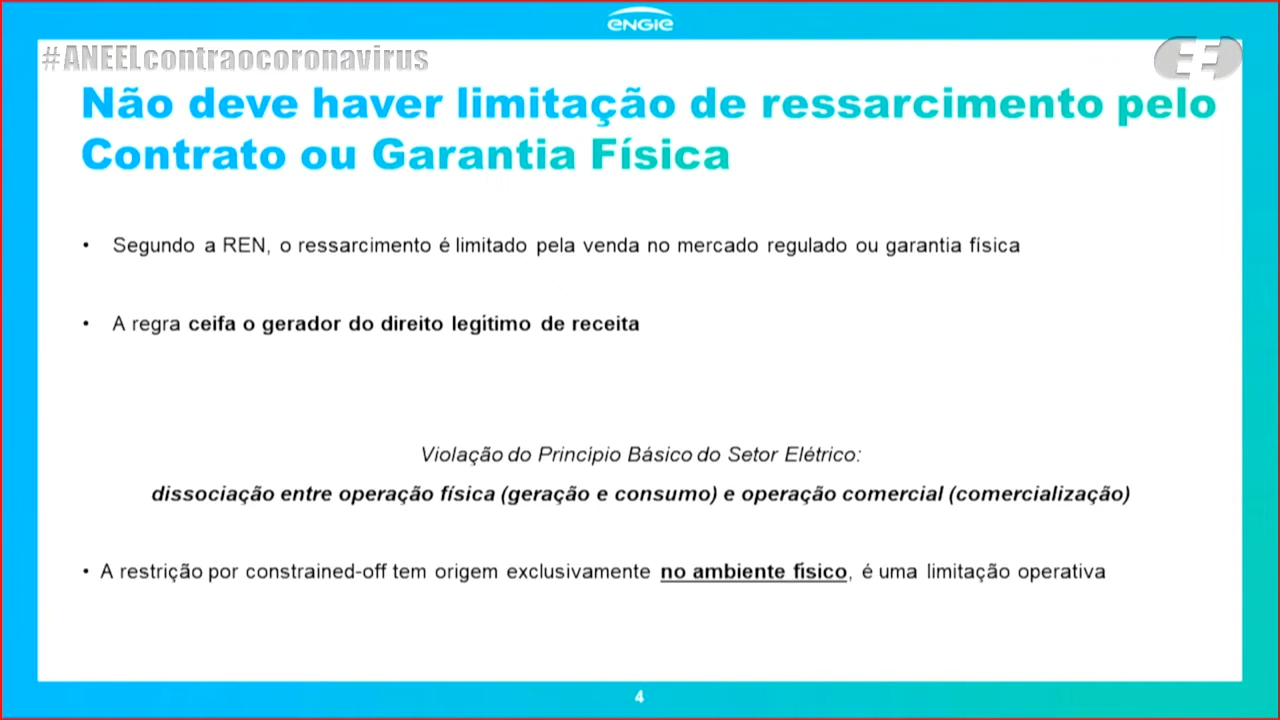 ENGIE
#ANEELcontraocoronavirus
Não deve haver limitação de ressarcimento pelo
Contrato ou Garantia Física
• Segundo a REN, o ressarcimento é limitado pela venda no mercado regulado ou garantia física
• A regra ceifa o gerador do direito legítimo de receita
Violação do Princípio Básico do Setor Elétrico:
dissociação entre operação física (geração e consumo) e operação comercial (comercialização)
• A restrição por constrained-off tem origem exclusivamente no ambiente físico, é uma limitação operativa
4